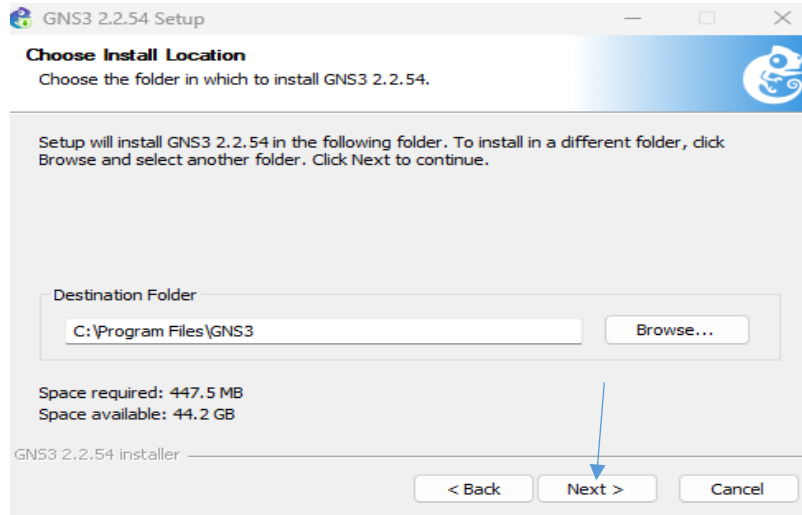 GNS3 2.2.54 Setup
Choose Install Location
Choose the folder in which to install GNS3 2.2.54.
Setup will install GNS3 2.2.54 in the following folder. To install in a different folder, click
Browse and select another folder. Click Next to continue.
Destination Folder
C:\Program Files\GNS3
Browse...
Space required: 447.5 MB
Space available: 44.2 GB
GNS3 2.2.54 installer
< Back
Next >
Cancel